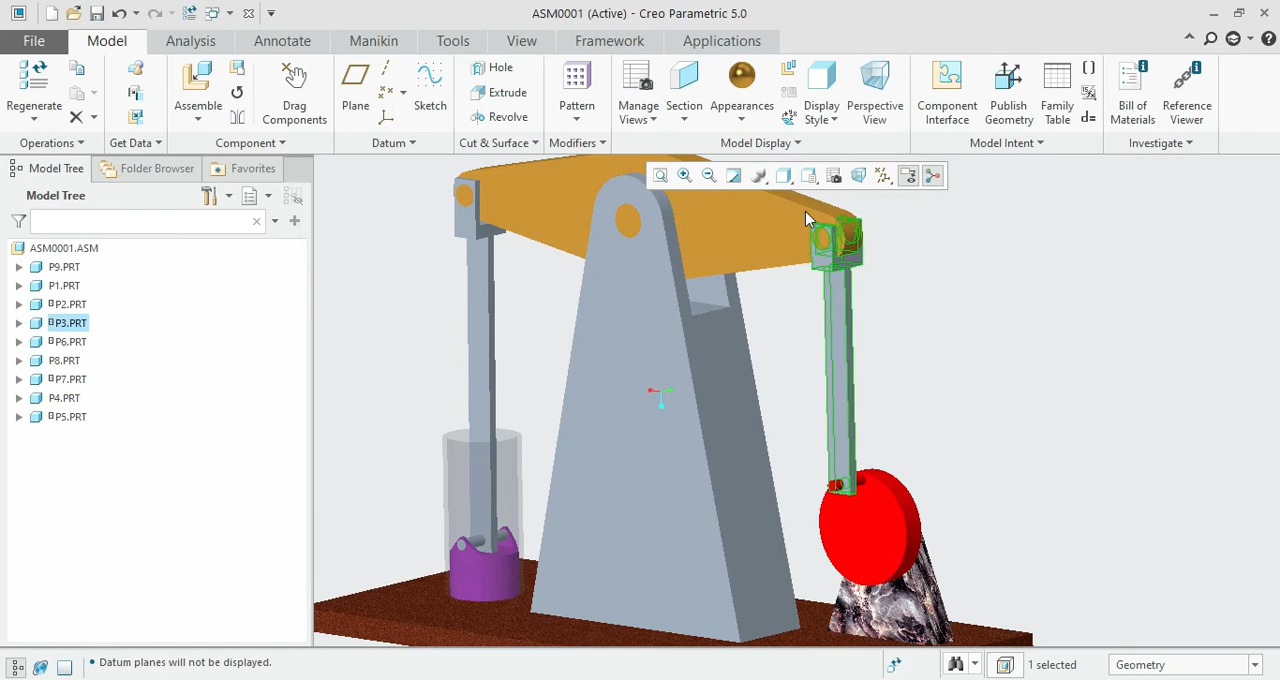 ASM0001 (Active) - Creo Parametric 5.0
File Model Analysis Annotate Manikin Tools View Framework Applications
Regenerate
Assemble
Drag Components
Plane
Sketch
Hole
Extrude
Revolve
Pattern
Manage Views
Section
Appearances
Display Style
Perspective View
Component Interface
Publish Geometry
Family Table
d=
Bill of Materials
Reference Viewer
Operations Get Data Component Datum Cut & Surface Modifiers Model Display Model Intent Investigate
Model Tree Folder Browser Favorites
Model Tree
ASM0001.ASM
P9.PRT
P1.PRT
P2.PRT
P3.PRT
P6.PRT
P8.PRT
P7.PRT
P4.PRT
P5.PRT
• Datum planes will not be displayed.
1 selected
Geometry